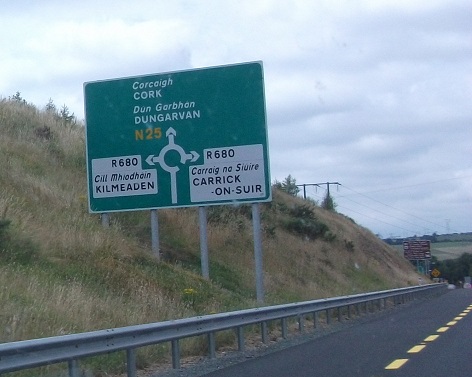 Corcaigh
CORK
Dun Garbhan
DUNGARVAN
N25
R680
Cill Mhiodhain
KILMEADEN
R680
Carraig na Siuire
CARRICK
-ON-SUIR